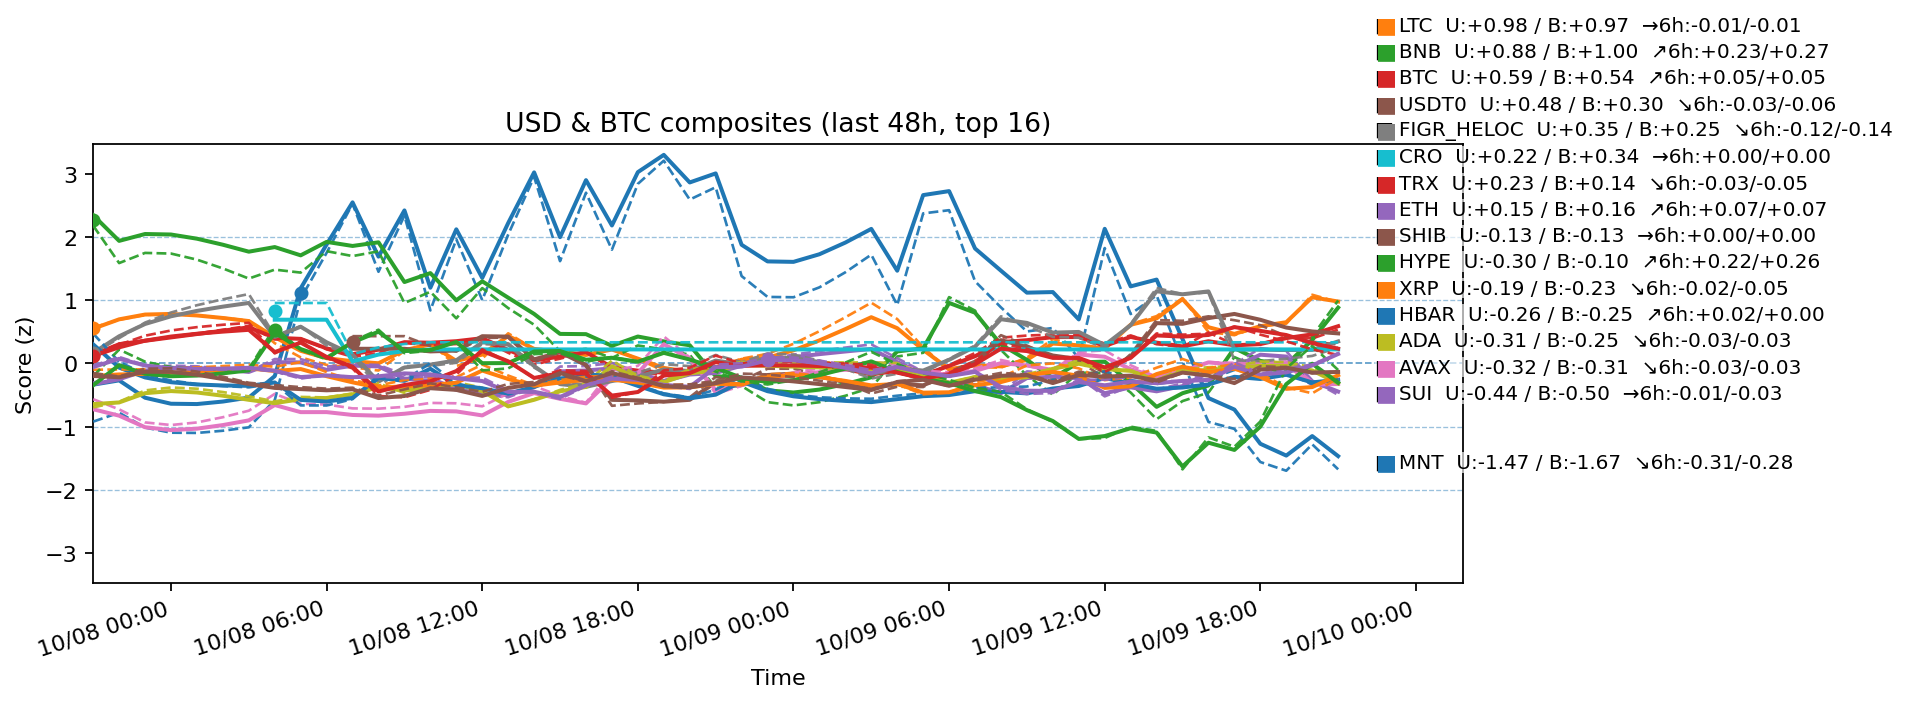 LTC U:+0.98 / B:+0.97 →6h:-0.01/-0.01
BNB U:+0.88 / B:+1.00 ↗6h:+0.23/+0.27
BTC U:+0.59 / B:+0.54 ↗6h:+0.05/+0.05
USDT0 U:+0.48 / B:+0.30 ↘6h:-0.03/-0.06
FIGR_HELOC U:+0.35 / B:+0.25 ↘6h:-0.12/-0.14
CRO U:+0.22 / B:+0.34 →6h:+0.00/+0.00
TRX U:+0.23 / B:+0.14 ↘6h:-0.03/-0.05
ETH U:+0.15 / B:+0.16 ↗6h:+0.07/+0.07
SHIB U:-0.13 / B:-0.13 →6h:+0.00/+0.00
HYPE U:-0.30 / B:-0.10 ↗6h:+0.22/+0.26
XRP U:-0.19 / B:-0.23 ↘6h:-0.02/-0.05
HBAR U:-0.26 / B:-0.25 ↗6h:+0.02/+0.00
ADA U:-0.31 / B:-0.25 ↘6h:-0.03/-0.03
AVAX U:-0.32 / B:-0.31 ↘6h:-0.03/-0.03
SUI U:-0.44 / B:-0.50 →6h:-0.01/-0.03
MNT U:-1.47 / B:-1.67 ↘6h:-0.31/-0.28
USD & BTC composites (last 48h, top 16)
Score (z)
3
2
1
0
−1
−2
−3
10/08 00:00
10/08 06:00
10/08 12:00
10/08 18:00
10/09 00:00
10/09 06:00
10/09 12:00
10/09 18:00
10/10 00:00
Time